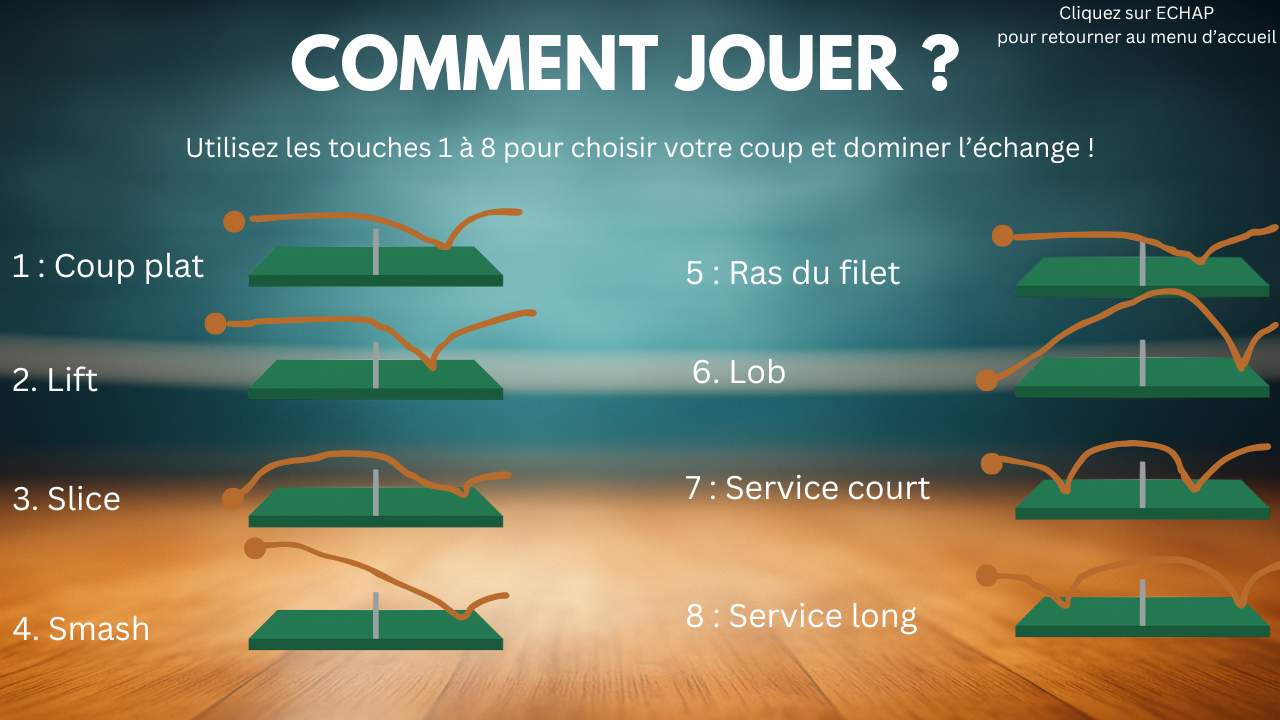 Cliquez sur ECHAP
pour retourner au menu d’accueil
COMMENT JOUER ?
Utilisez les touches 1 à 8 pour choisir votre coup et dominer l’échange !
1 : Coup plat
2. Lift
3. Slice
4. Smash
5 : Ras du filet
6. Lob
7 : Service court
8 : Service long